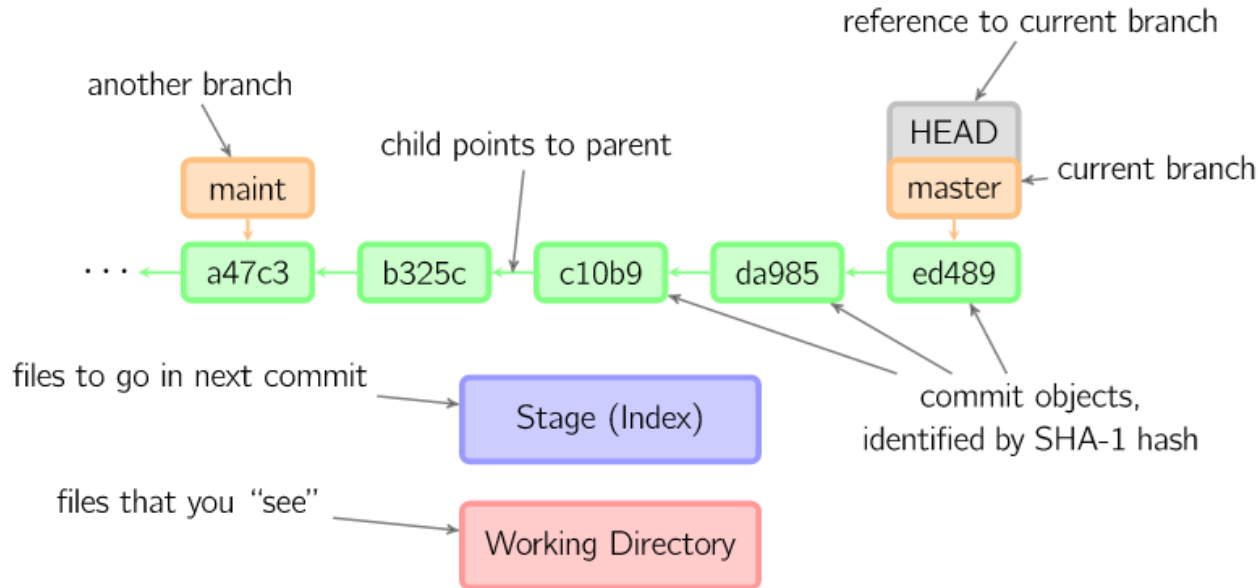 reference to current branch
another branch
HEAD
child points to parent
maint
master
current branch
...
a47c3
b325c
c10b9
da985
ed489
files to go in next commit
Stage (Index)
commit objects,
identified by SHA-1 hash
files that you “see”
Working Directory